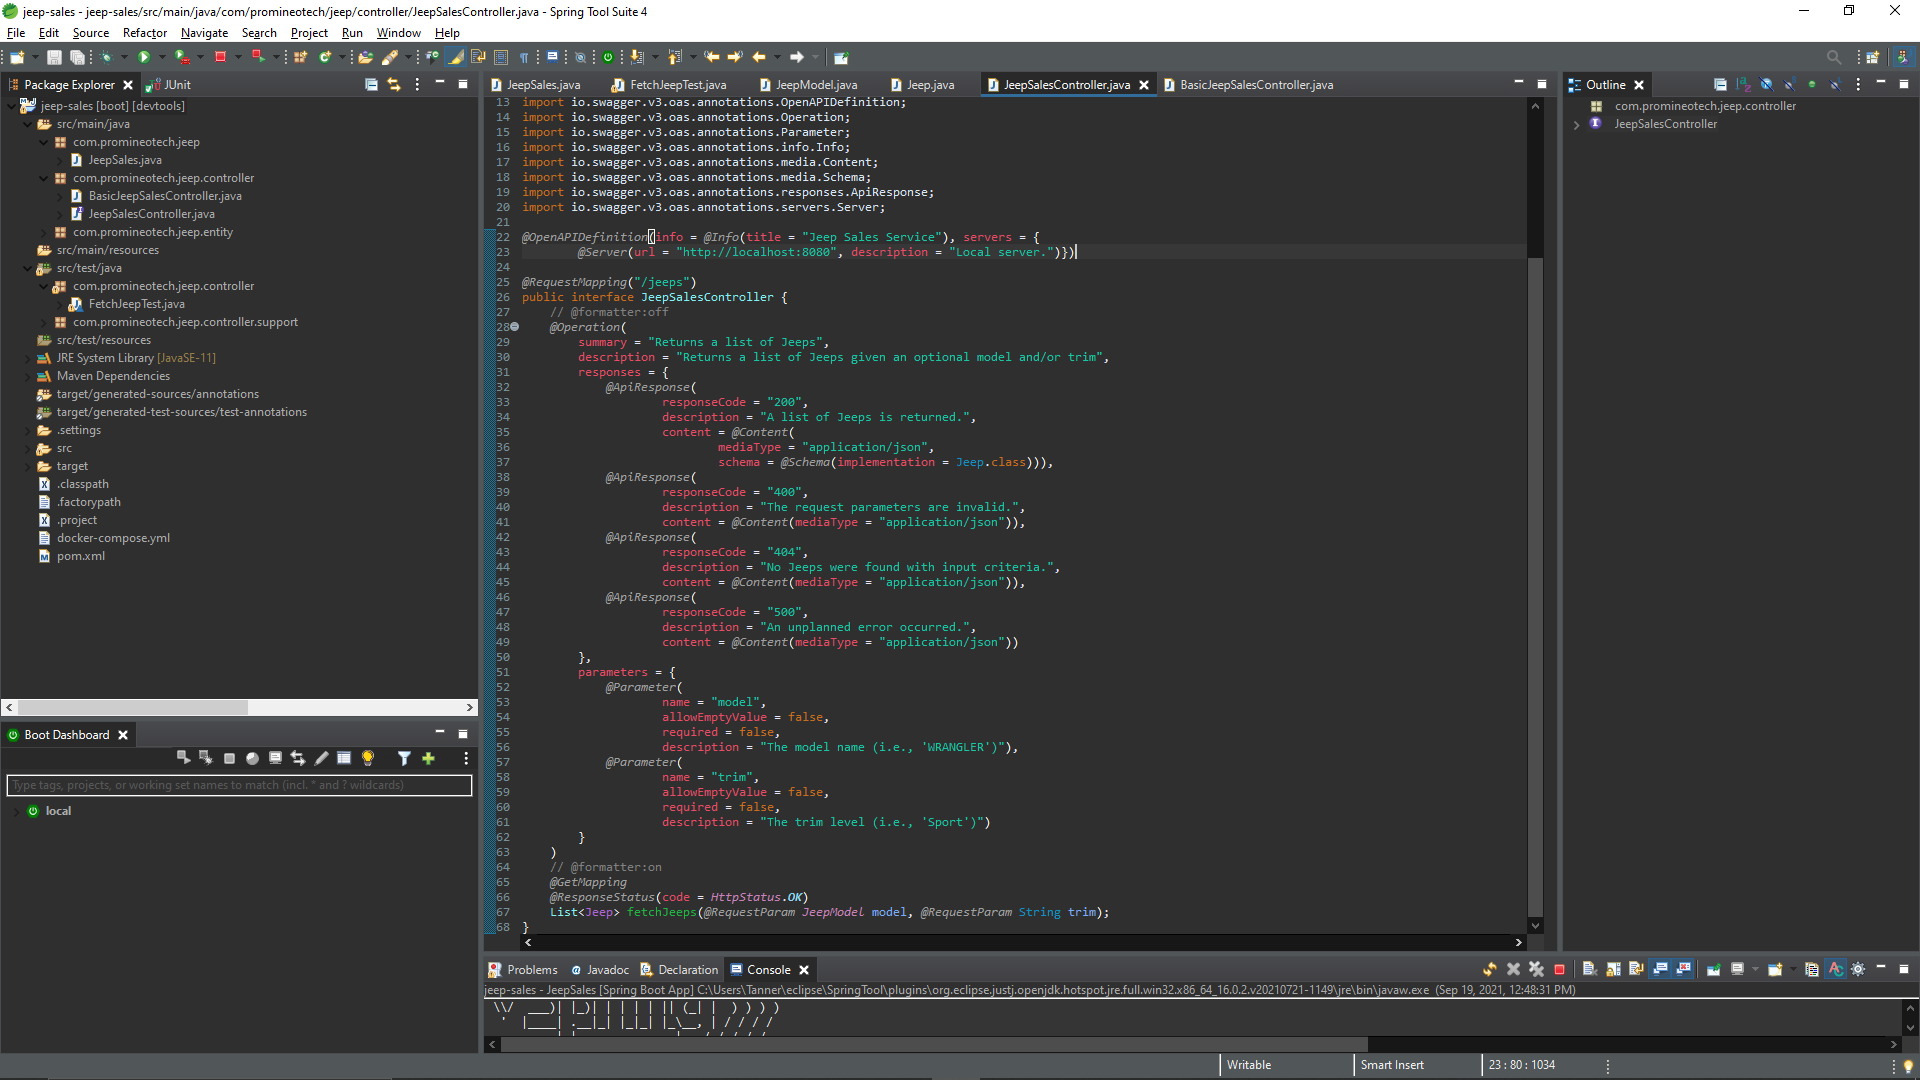 jeep-sales - jeep-sales/src/main/java/com/promineotech/jeep/controller/JeepSalesController.java - Spring Tool Suite 4
File Edit Source Refactor Navigate Search Project Run Window Help
Package Explorer
JUnit
jeep-sales [boot] [devtools]
src/main/java
com.promineotech.jeep
JeepSales.java
com.promineotech.jeep.controller
BasicJeepSalesController.java
JeepSalesController.java
com.promineotech.jeep.entity
src/main/resources
src/test/java
com.promineotech.jeep.controller
FetchJeepTest.java
com.promineotech.jeep.controller.support
src/test/resources
JRE System Library [JavaSE-11]
Maven Dependencies
target/generated-sources/annotations
target/generated-test-sources/test-annotations
.settings
src
target
.classpath
.factorypath
.project
docker-compose.yml
pom.xml
Boot Dashboard
Type tags, projects, or working set names to match (incl. * and ? wildcards)
local
JeepSales.java FetchJeepTest.java JeepModel.java Jeep.java JeepSalesController.java BasicJeepSalesController.java
13 import io.swagger.v3.oas.annotations.OpenAPIDefinition;
14 import io.swagger.v3.oas.annotations.Operation;
15 import io.swagger.v3.oas.annotations.Parameter;
16 import io.swagger.v3.oas.annotations.info.Info;
17 import io.swagger.v3.oas.annotations.media.Content;
18 import io.swagger.v3.oas.annotations.media.Schema;
19 import io.swagger.v3.oas.annotations.responses.ApiResponse;
20 import io.swagger.v3.oas.annotations.servers.Server;
21
22 @OpenAPIDefinition(info = @Info(title = "Jeep Sales Service"), servers = {
23 @Server(url = "http://localhost:8080", description = "Local server.")})
24
25 @RequestMapping("/jeeps")
26 public interface JeepSalesController {
27 // @formatter:off
28 @Operation(
29 summary = "Returns a list of Jeeps",
30 description = "Returns a list of Jeeps given an optional model and/or trim",
31 responses = {
32 @ApiResponse(
33 responseCode = "200",
34 description = "A list of Jeeps is returned.",
35 content = @Content(
36 mediaType = "application/json",
37 schema = @Schema(implementation = Jeep.class))),
38 @ApiResponse(
39 responseCode = "400",
40 description = "The request parameters are invalid.",
41 content = @Content(mediaType = "application/json")),
42 @ApiResponse(
43 responseCode = "404",
44 description = "No Jeeps were found with input criteria.",
45 content = @Content(mediaType = "application/json")),
46 @ApiResponse(
47 responseCode = "500",
48 description = "An unplanned error occurred.",
49 content = @Content(mediaType = "application/json"))
50 },
51 parameters = {
52 @Parameter(
53 name = "model",
54 allowEmptyValue = false,
55 required = false,
56 description = "The model name (i.e., 'WRANGLER')"),
57 @Parameter(
58 name = "trim",
59 allowEmptyValue = false,
60 required = false,
61 description = "The trim level (i.e., 'Sport')")
62 }
63 )
64 // @formatter:on
65 @GetMapping
66 @ResponseStatus(code = HttpStatus.OK)
67 List<Jeep> fetchJeeps(@RequestParam JeepModel model, @RequestParam String trim);
68 }
Outline
com.promineotech.jeep.controller
JeepSalesController
Problems Javadoc Declaration Console
jeep-sales - JeepSales [Spring Boot App] C:\Users\Tanner\eclipse\SpringTool\plugins\org.eclipse.justj.openjdk.hotspot.jre.full.win32.x86_64_16.0.2.v20210721-1149\jre\bin\javaw.exe (Sep 19, 2021, 12:48:31 PM)
\\/  ___)| |_)| | | | | || (_| |  ) ) ) )
'  |____| .__|_| |_|_| |_\__, | / / / /
Writable Smart Insert 23 : 80 : 1034